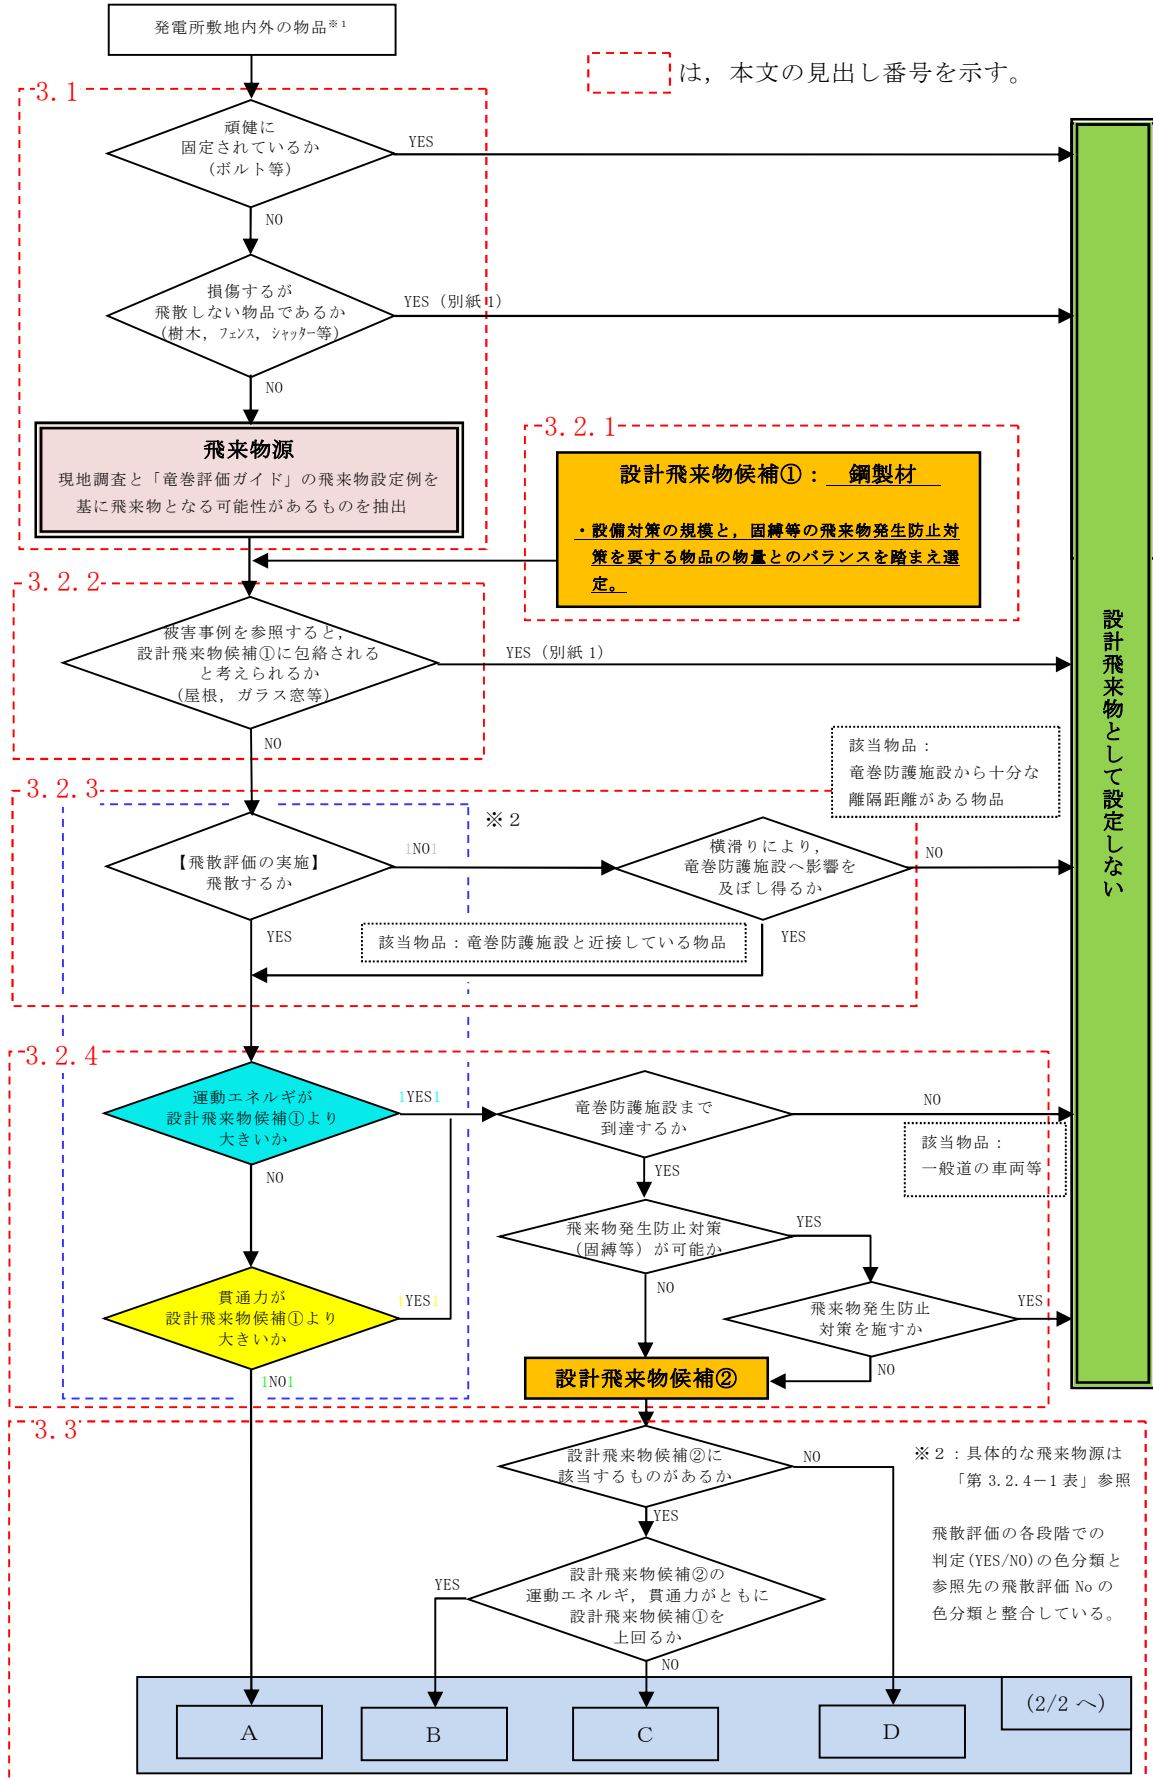 発電所敷地内外の物品※1
は，本文の見出し番号を示す。
3.1
頑健に
固定されているか
(ボルト等)
YES
NO
損傷するが
飛散しない物品であるか
(樹木，フェンス，シャッター等)
YES（別紙1）
NO
飛来物源
現地調査と「竜巻評価ガイド」の飛来物設定例を
基に飛来物となる可能性があるものを抽出
3.2.1
設計飛来物候補①： 鋼製材
・設備対策の規模と，固縛等の飛来物発生防止対
策を要する物品の物量とのバランスを踏まえ選
定。
3.2.2
被害事例を参照すると，
設計飛来物候補①に包絡される
と考えられるか
(屋根，ガラス窓等)
YES（別紙1）
NO
設計飛来物として設定しない
該当物品：
竜巻防護施設から十分な
離隔距離がある物品
3.2.3
※２
【飛散評価の実施】
飛散するか
1NO1
横滑りにより，
竜巻防護施設へ影響を
及ぼし得るか
NO
YES
該当物品：竜巻防護施設と近接している物品
YES
3.2.4
運動エネルギが
設計飛来物候補①より
大きいか
1YES1
NO
竜巻防護施設まで
到達するか
NO
該当物品：
一般道の車両等
YES
飛来物発生防止対策
（固縛等）が可能か
YES
NO
貫通力が
設計飛来物候補①より
大きいか
1YES1
1NO1
飛来物発生防止
対策を施すか
YES
NO
設計飛来物候補②
3.3
設計飛来物候補②に
該当するものがあるか
NO
YES
※２：具体的な飛来物源は
「第3.2.4－1表」参照
飛散評価の各段階での
判定(YES/NO)の色分類と
参照先の飛散評価Noの
色分類と整合している。
設計飛来物候補②の
運動エネルギ，貫通力がともに
設計飛来物候補①を
上回るか
YES
NO
(2/2へ)
A
B
C
D